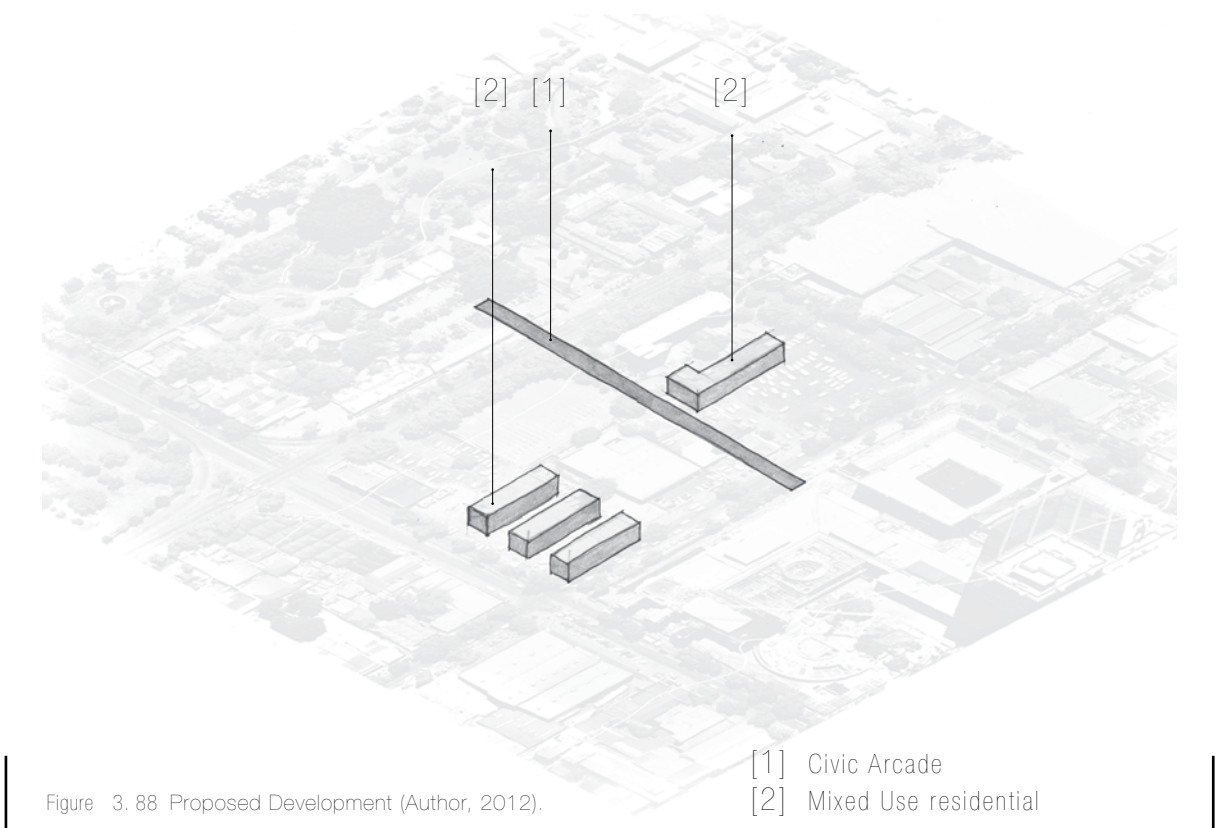 [2] [1] [2]
[1] Civic Arcade
[2] Mixed Use residential
Figure 3. 88 Proposed Development (Author, 2012).